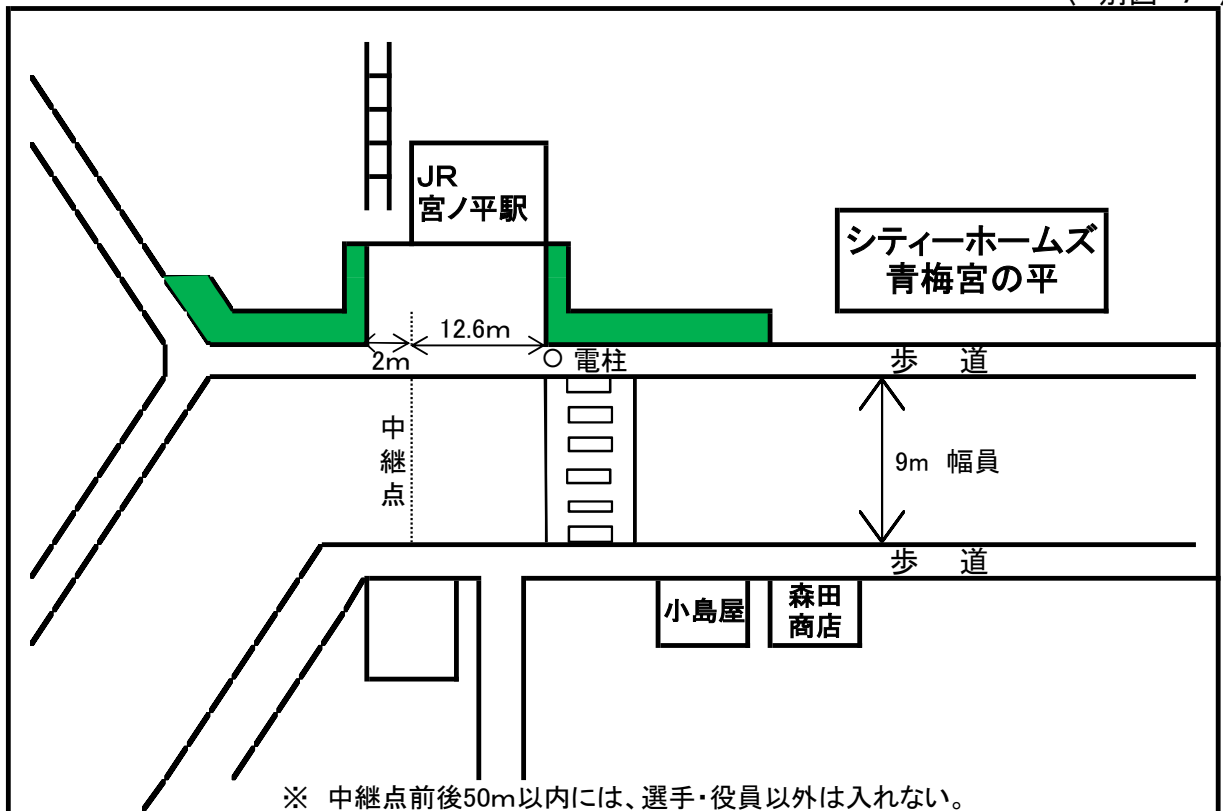 JR
宮ノ平駅
シティーホームズ
青梅宮の平
12.6m
2m
電柱
歩 道
中継点
9m 幅員
歩 道
小島屋
森田
商店
※ 中継点前後50m以内には、選手・役員以外は入れない。